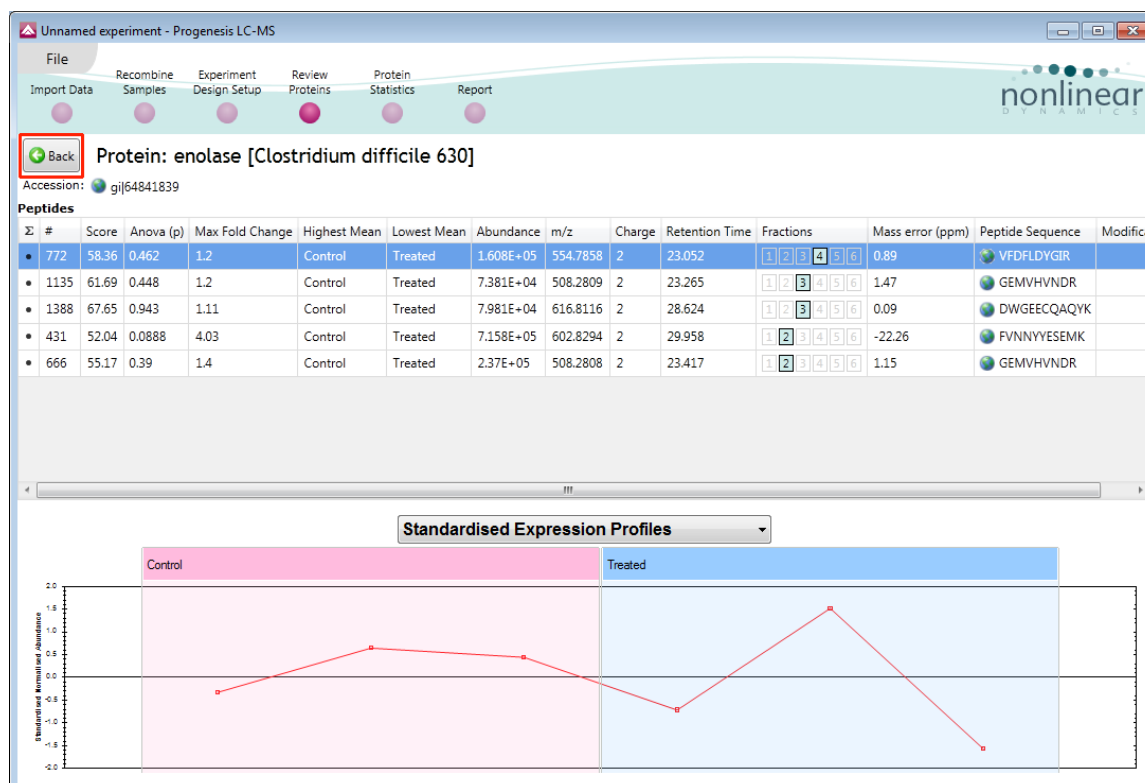 Unnamed experiment - Progenesis LC-MS
File
Import Data
Recombine Samples
Experiment Design Setup
Review Proteins
Protein Statistics
Report
nonlinear
DYNAMICS
Back
Protein: enolase [Clostridium difficile 630]
Accession: gi|64841839
Peptides
Σ # Score Anova (p) Max Fold Change Highest Mean Lowest Mean Abundance m/z Charge Retention Time Fractions Mass error (ppm) Peptide Sequence Modifica
• 772 58.36 0.462 1.2 Control Treated 1.608E+05 554.7858 2 23.052 1 2 3 4 5 6 0.89 VFDFLDYGIR
• 1135 61.69 0.448 1.2 Control Treated 7.381E+04 508.2809 2 23.265 1 2 3 4 5 6 1.47 GEMVHVNDR
• 1388 67.65 0.943 1.11 Control Treated 7.981E+04 616.8116 2 28.624 1 2 3 4 5 6 0.09 DWGEECQAQYK
• 431 52.04 0.0888 4.03 Control Treated 7.158E+05 602.8294 2 29.958 1 2 3 4 5 6 -22.26 FVNNYYESEMK
• 666 55.17 0.39 1.4 Control Treated 2.37E+05 508.2808 2 23.417 1 2 3 4 5 6 1.15 GEMVHVNDR
Standardised Expression Profiles
Control Treated
Standardised Normalised Abundance
2.0
1.5
1.0
0.5
0.0
-0.5
-1.0
-1.5
-2.0